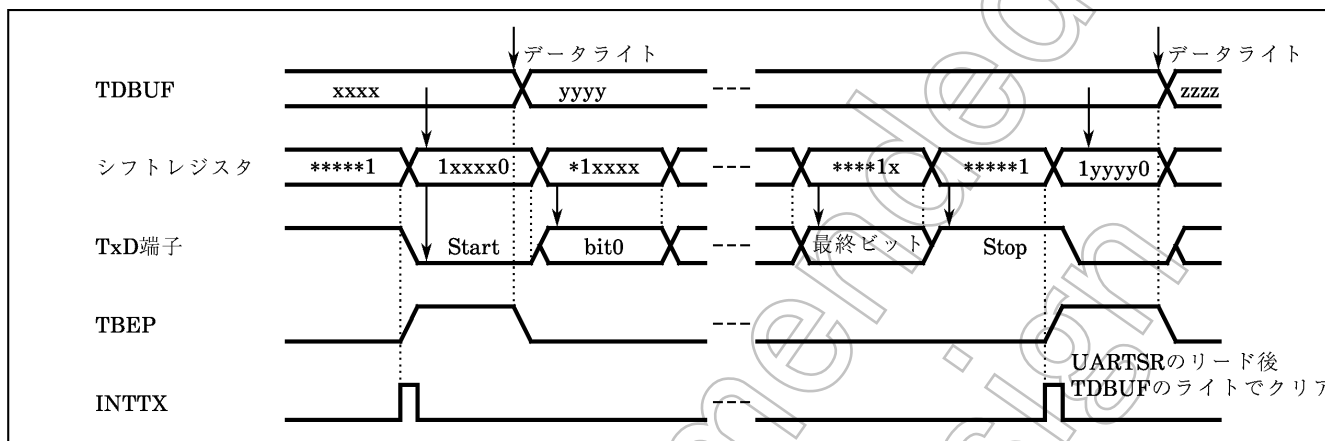 データライト データライト
TDBUF xxxx yyyy zzzz
シフトレジスタ *****1 1xxxx0 *1xxxx ****1x *****1 1yyyy0
TxD端子 Start bit0 最終ビット Stop
TBEP
UARTSRのリード後
TDBUFのライトでクリア
INTTX